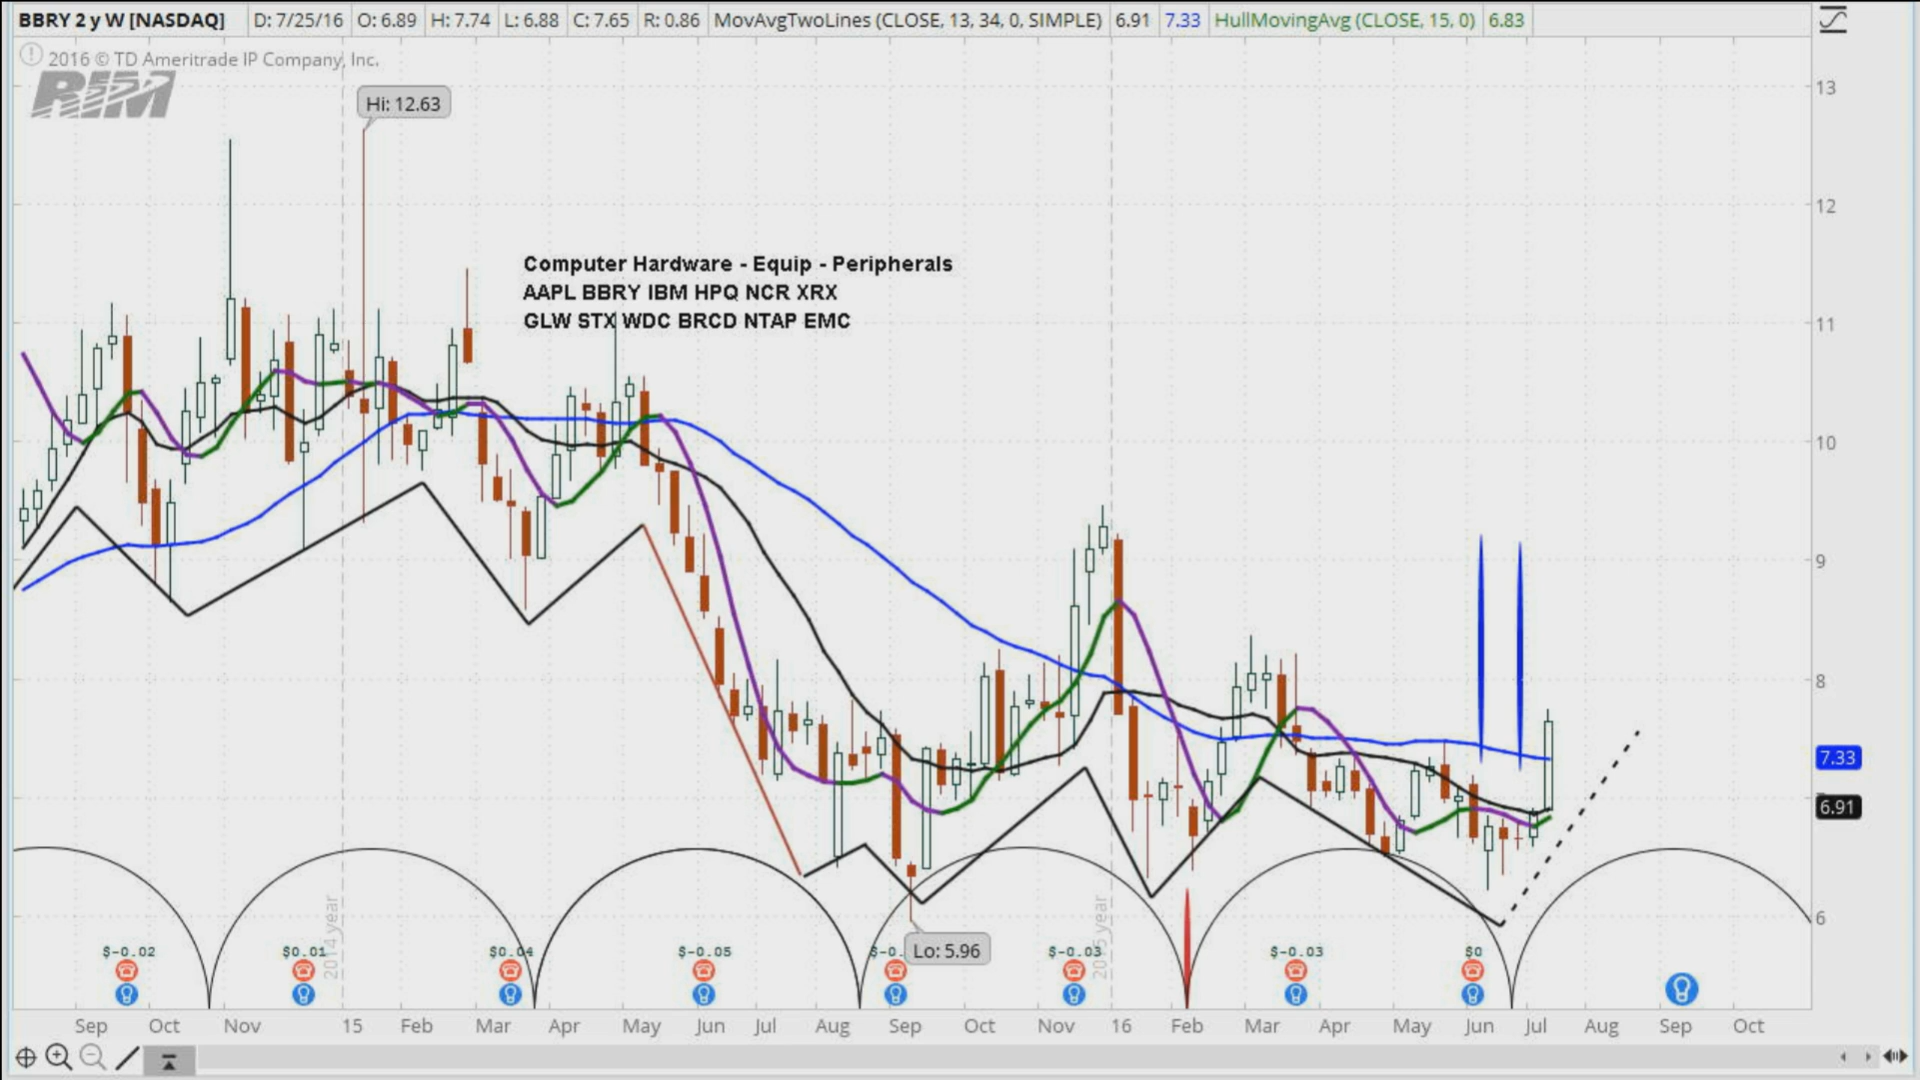 BBRY 2 y W [NASDAQ] D: 7/25/16 O: 6.89 H: 7.74 L: 6.88 C: 7.65 R: 0.86 MovAvgTwoLines (CLOSE, 13, 34, 0, SIMPLE) 6.91 7.33 HullMovingAvg (CLOSE, 15, 0) 6.83
2016 © TD Ameritrade IP Company, Inc.
RIM
Hi: 12.63
13
12
Computer Hardware - Equip - Peripherals
AAPL BBRY IBM HPQ NCR XRX
GLW STX WDC BRCD NTAP EMC
11
10
9
8
7.33
6.91
6
2014 year
2015 year
Lo: 5.96
$-0.02 $0.01 $0.04 $-0.05 $-0. $-0.03 $-0.03 $0
Sep Oct Nov 15 Feb Mar Apr May Jun Jul Aug Sep Oct Nov 16 Feb Mar Apr May Jun Jul Aug Sep Oct